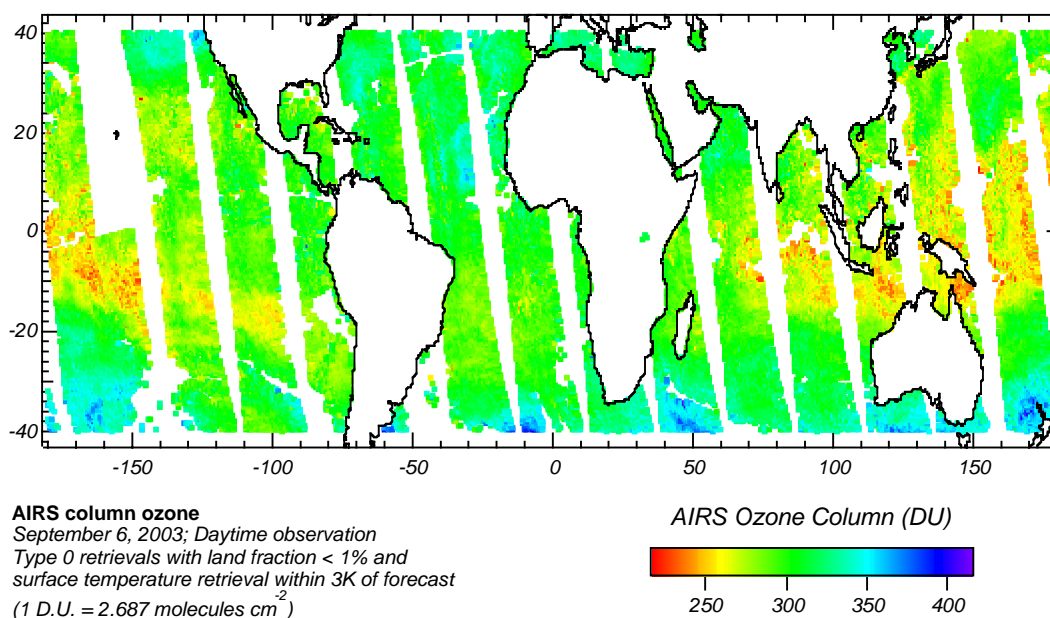 40
20
0
-20
-40
-150
-100
-50
0
50
100
150
AIRS column ozone
September 6, 2003; Daytime observation
Type 0 retrievals with land fraction < 1% and
surface temperature retrieval within 3K of forecast
(1 D.U. = 2.687 molecules cm⁻²)
AIRS Ozone Column (DU)
250
300
350
400